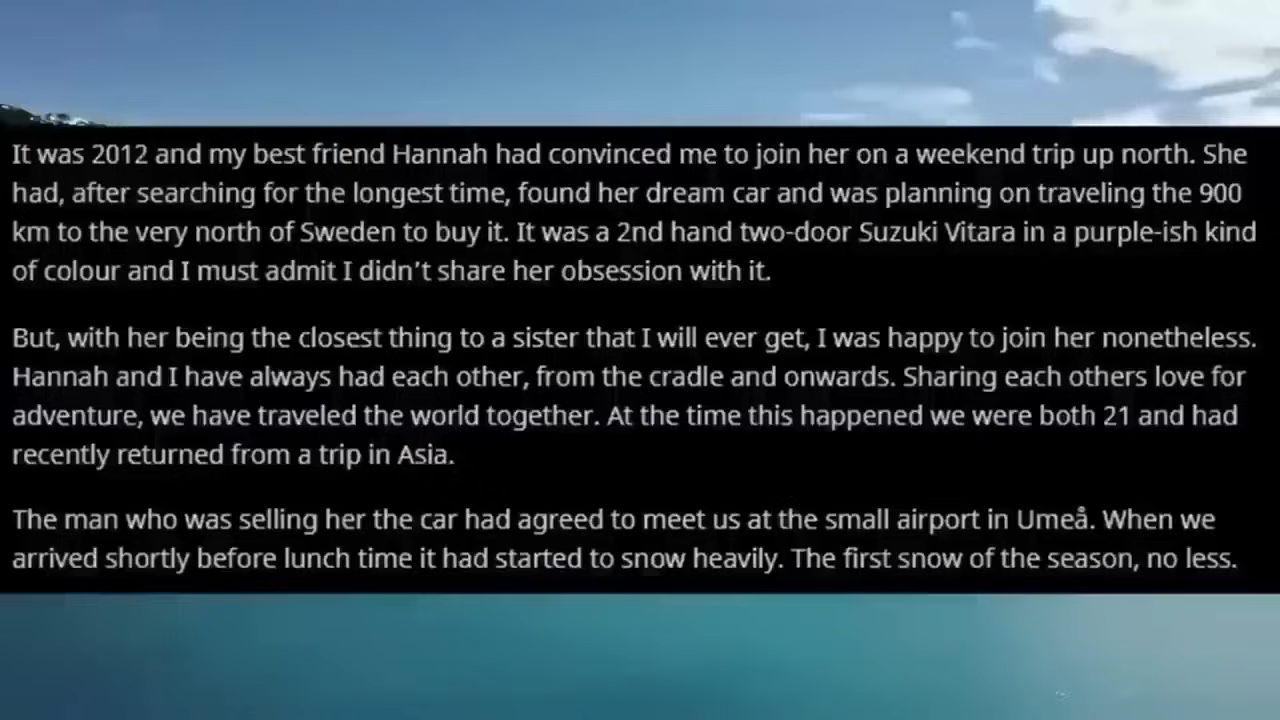 It was 2012 and my best friend Hannah had convinced me to join her on a weekend trip up north. She
had, after searching for the longest time, found her dream car and was planning on traveling the 900
km to the very north of Sweden to buy it. It was a 2nd hand two-door Suzuki Vitara in a purple-ish kind
of colour and I must admit I didn’t share her obsession with it.
But, with her being the closest thing to a sister that I will ever get, I was happy to join her nonetheless.
Hannah and I have always had each other, from the cradle and onwards. Sharing each others love for
adventure, we have traveled the world together. At the time this happened we were both 21 and had
recently returned from a trip in Asia.
The man who was selling her the car had agreed to meet us at the small airport in Umeå. When we
arrived shortly before lunch time it had started to snow heavily. The first snow of the season, no less.